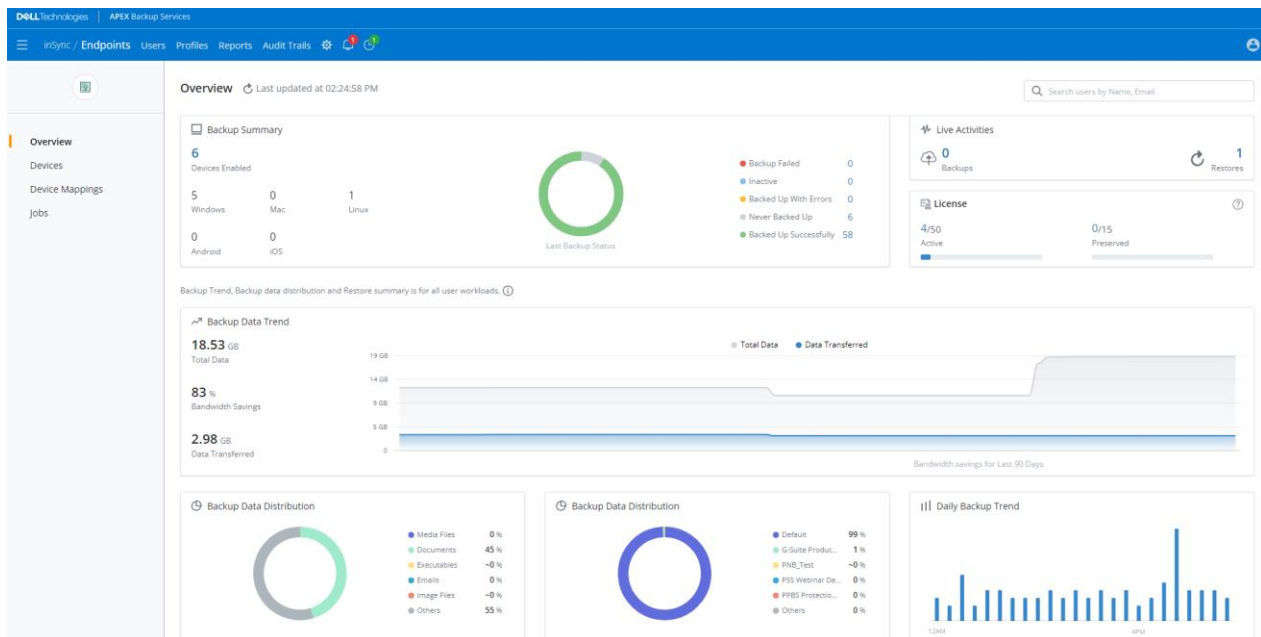 DELLTechnologies | APEX Backup Services
inSync / Endpoints Users Profiles Reports Audit Trails 1 1
Overview Last updated at 02:24:58 PM
Search users by Name, Email
Overview
Devices
Device Mappings
Jobs
Backup Summary
6
Devices Enabled
5 0 1
Windows Mac Linux
0 0
Android iOS
Last Backup Status
Backup Failed 0
Inactive 0
Backed Up With Errors 0
Never Backed Up 6
Backed Up Successfully 58
Live Activities
0 1
Backups Restores
License
4/50 0/15
Active Preserved
Backup Trend, Backup data distribution and Restore summary is for all user workloads.
Backup Data Trend
18.53 GB
Total Data
83 %
Bandwidth Savings
2.98 GB
Data Transferred
Total Data Data Transferred
19 GB
14 GB
9 GB
5 GB
0
Bandwidth savings for Last 90 Days
Backup Data Distribution
Media Files 0 %
Documents 45 %
Executables ~0 %
Emails 0 %
Image Files ~0 %
Others 55 %
Backup Data Distribution
Default 99 %
G-Suite Produc... 1 %
PNB_Test ~0 %
PSS Webinar De... 0 %
PPBS Protectio... 0 %
Others 0 %
Daily Backup Trend
12AM 4PM